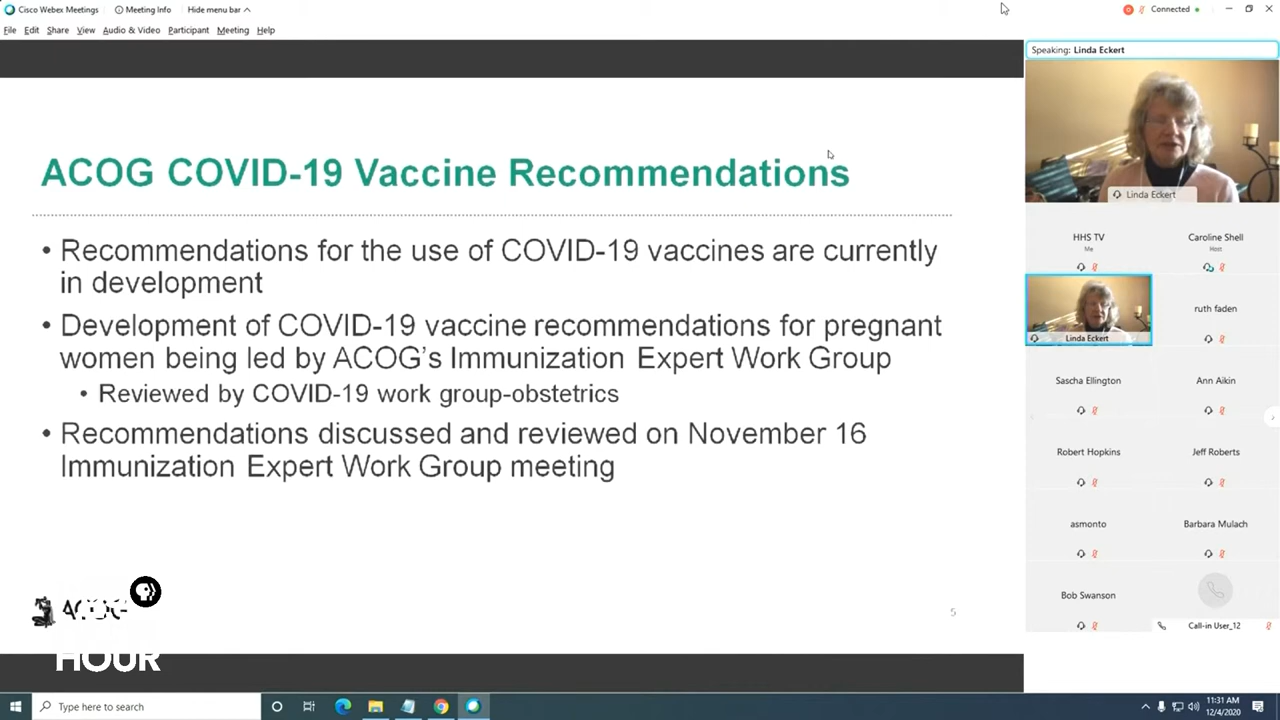 Cisco Webex Meetings
Meeting Info
Hide menu bar
Connected
File Edit Share View Audio & Video Participant Meeting Help
Speaking: Linda Eckert
ACOG COVID-19 Vaccine Recommendations
• Recommendations for the use of COVID-19 vaccines are currently
in development
• Development of COVID-19 vaccine recommendations for pregnant
women being led by ACOG's Immunization Expert Work Group
• Reviewed by COVID-19 work group-obstetrics
• Recommendations discussed and reviewed on November 16
Immunization Expert Work Group meeting
5
ACOG
HOUR
Linda Eckert
HHS TV
Me
Caroline Shell
Host
Linda Eckert
ruth faden
Sascha Ellington
Ann Aikin
Robert Hopkins
Jeff Roberts
asmonto
Barbara Mulach
Bob Swanson
Call-in User_12
Type here to search
11:31 AM
12/4/2020